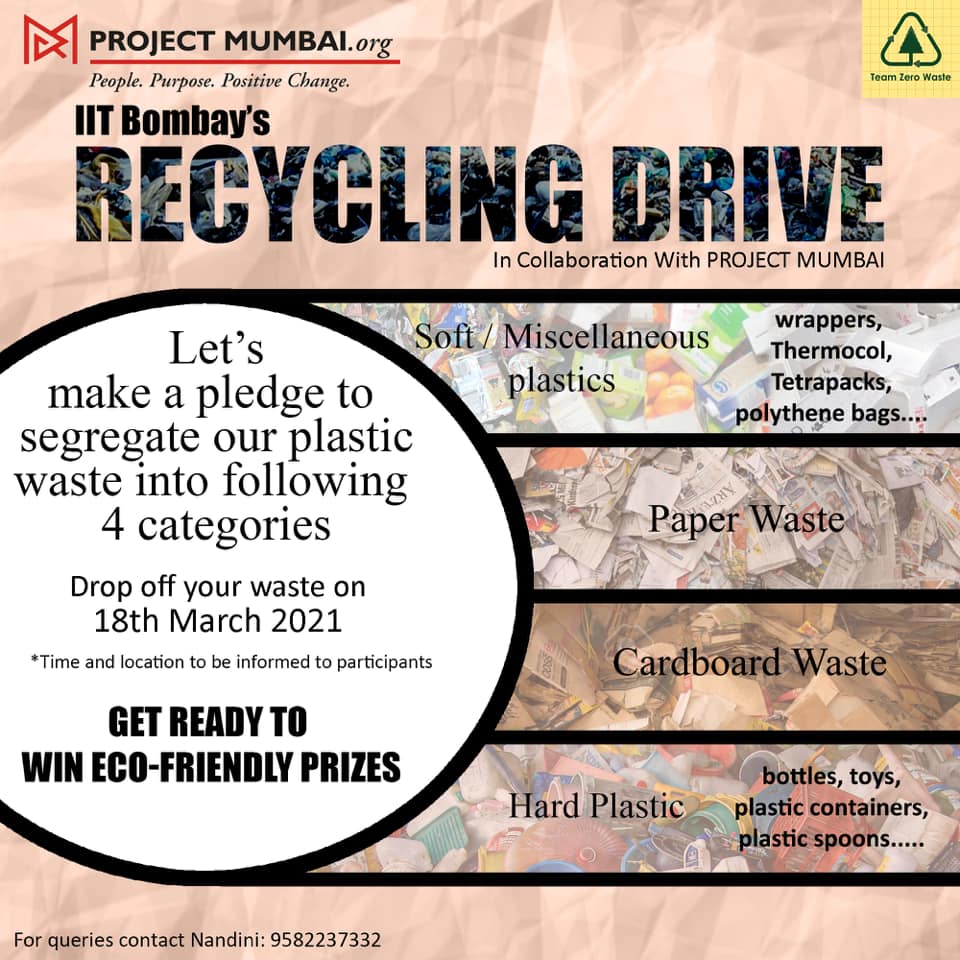 PROJECT MUMBAI.org
People. Purpose. Positive Change.
Team Zero Waste
IIT Bombay's
RECYCLING DRIVE
In Collaboration With PROJECT MUMBAI
Let's
make a pledge to
segregate our plastic
waste into following
4 categories
Drop off your waste on
18th March 2021
*Time and location to be informed to participants
GET READY TO
WIN ECO-FRIENDLY PRIZES
Soft / Miscellaneous
plastics
wrappers,
Thermocol,
Tetrapacks,
polythene bags....
Paper Waste
Cardboard Waste
Hard Plastic
bottles, toys,
plastic containers,
plastic spoons.....
For queries contact Nandini: 9582237332